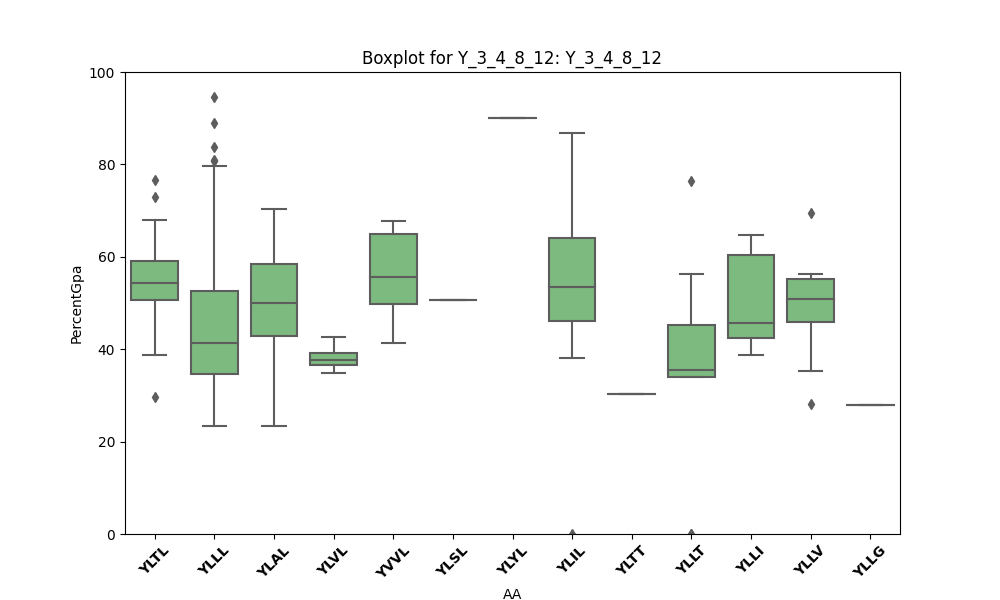 Boxplot for Y_3_4_8_12: Y_3_4_8_12
100
80
60
40
20
0
PercentGpa
YLTL YLLL YLAL YLVL YVVL YLSL YLYL YLIL YLTT YLLT YLLI YLLV YLLG
AA